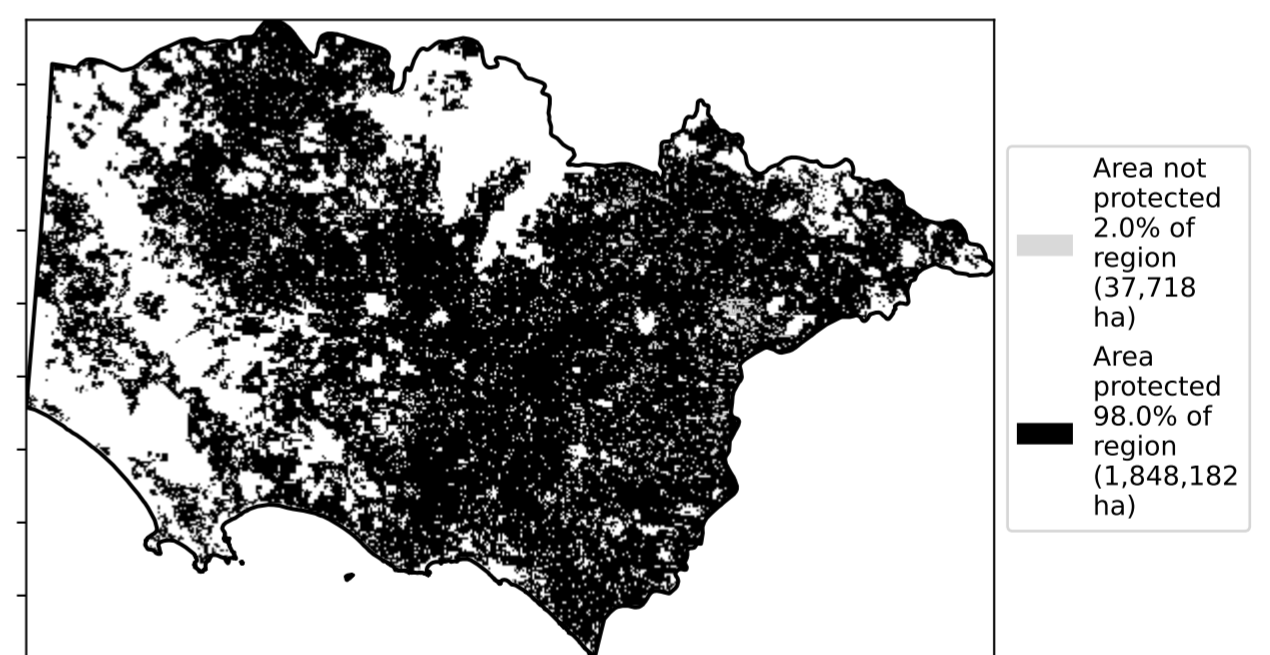 Area not
protected
2.0% of
region
(37,718
ha)
Area
protected
98.0% of
region
(1,848,182
ha)